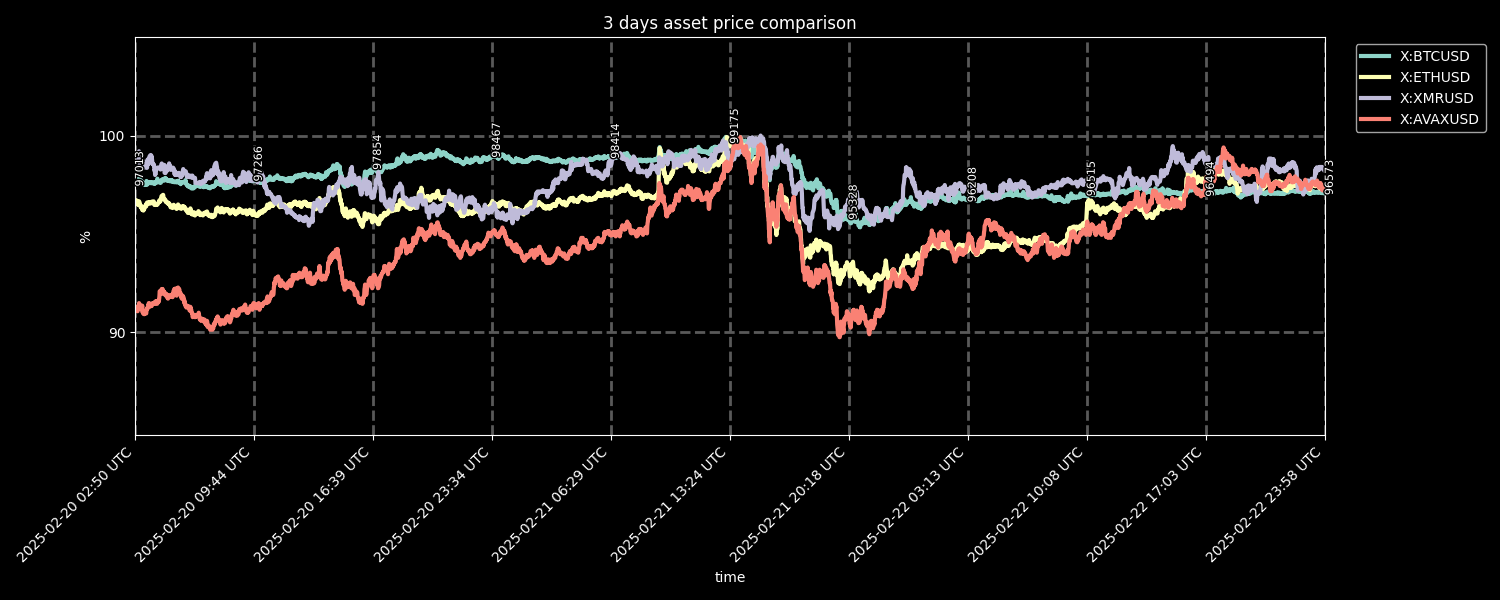 3 days asset price comparison
X:BTCUSD
X:ETHUSD
X:XMRUSD
X:AVAXUSD
100
90
%
97013
97266
97854
98467
98414
99175
95328
96208
96515
96494
96573
2025-02-20 02:50 UTC
2025-02-20 09:44 UTC
2025-02-20 16:39 UTC
2025-02-20 23:34 UTC
2025-02-21 06:29 UTC
2025-02-21 13:24 UTC
2025-02-21 20:18 UTC
2025-02-22 03:13 UTC
2025-02-22 10:08 UTC
2025-02-22 17:03 UTC
2025-02-22 23:58 UTC
time